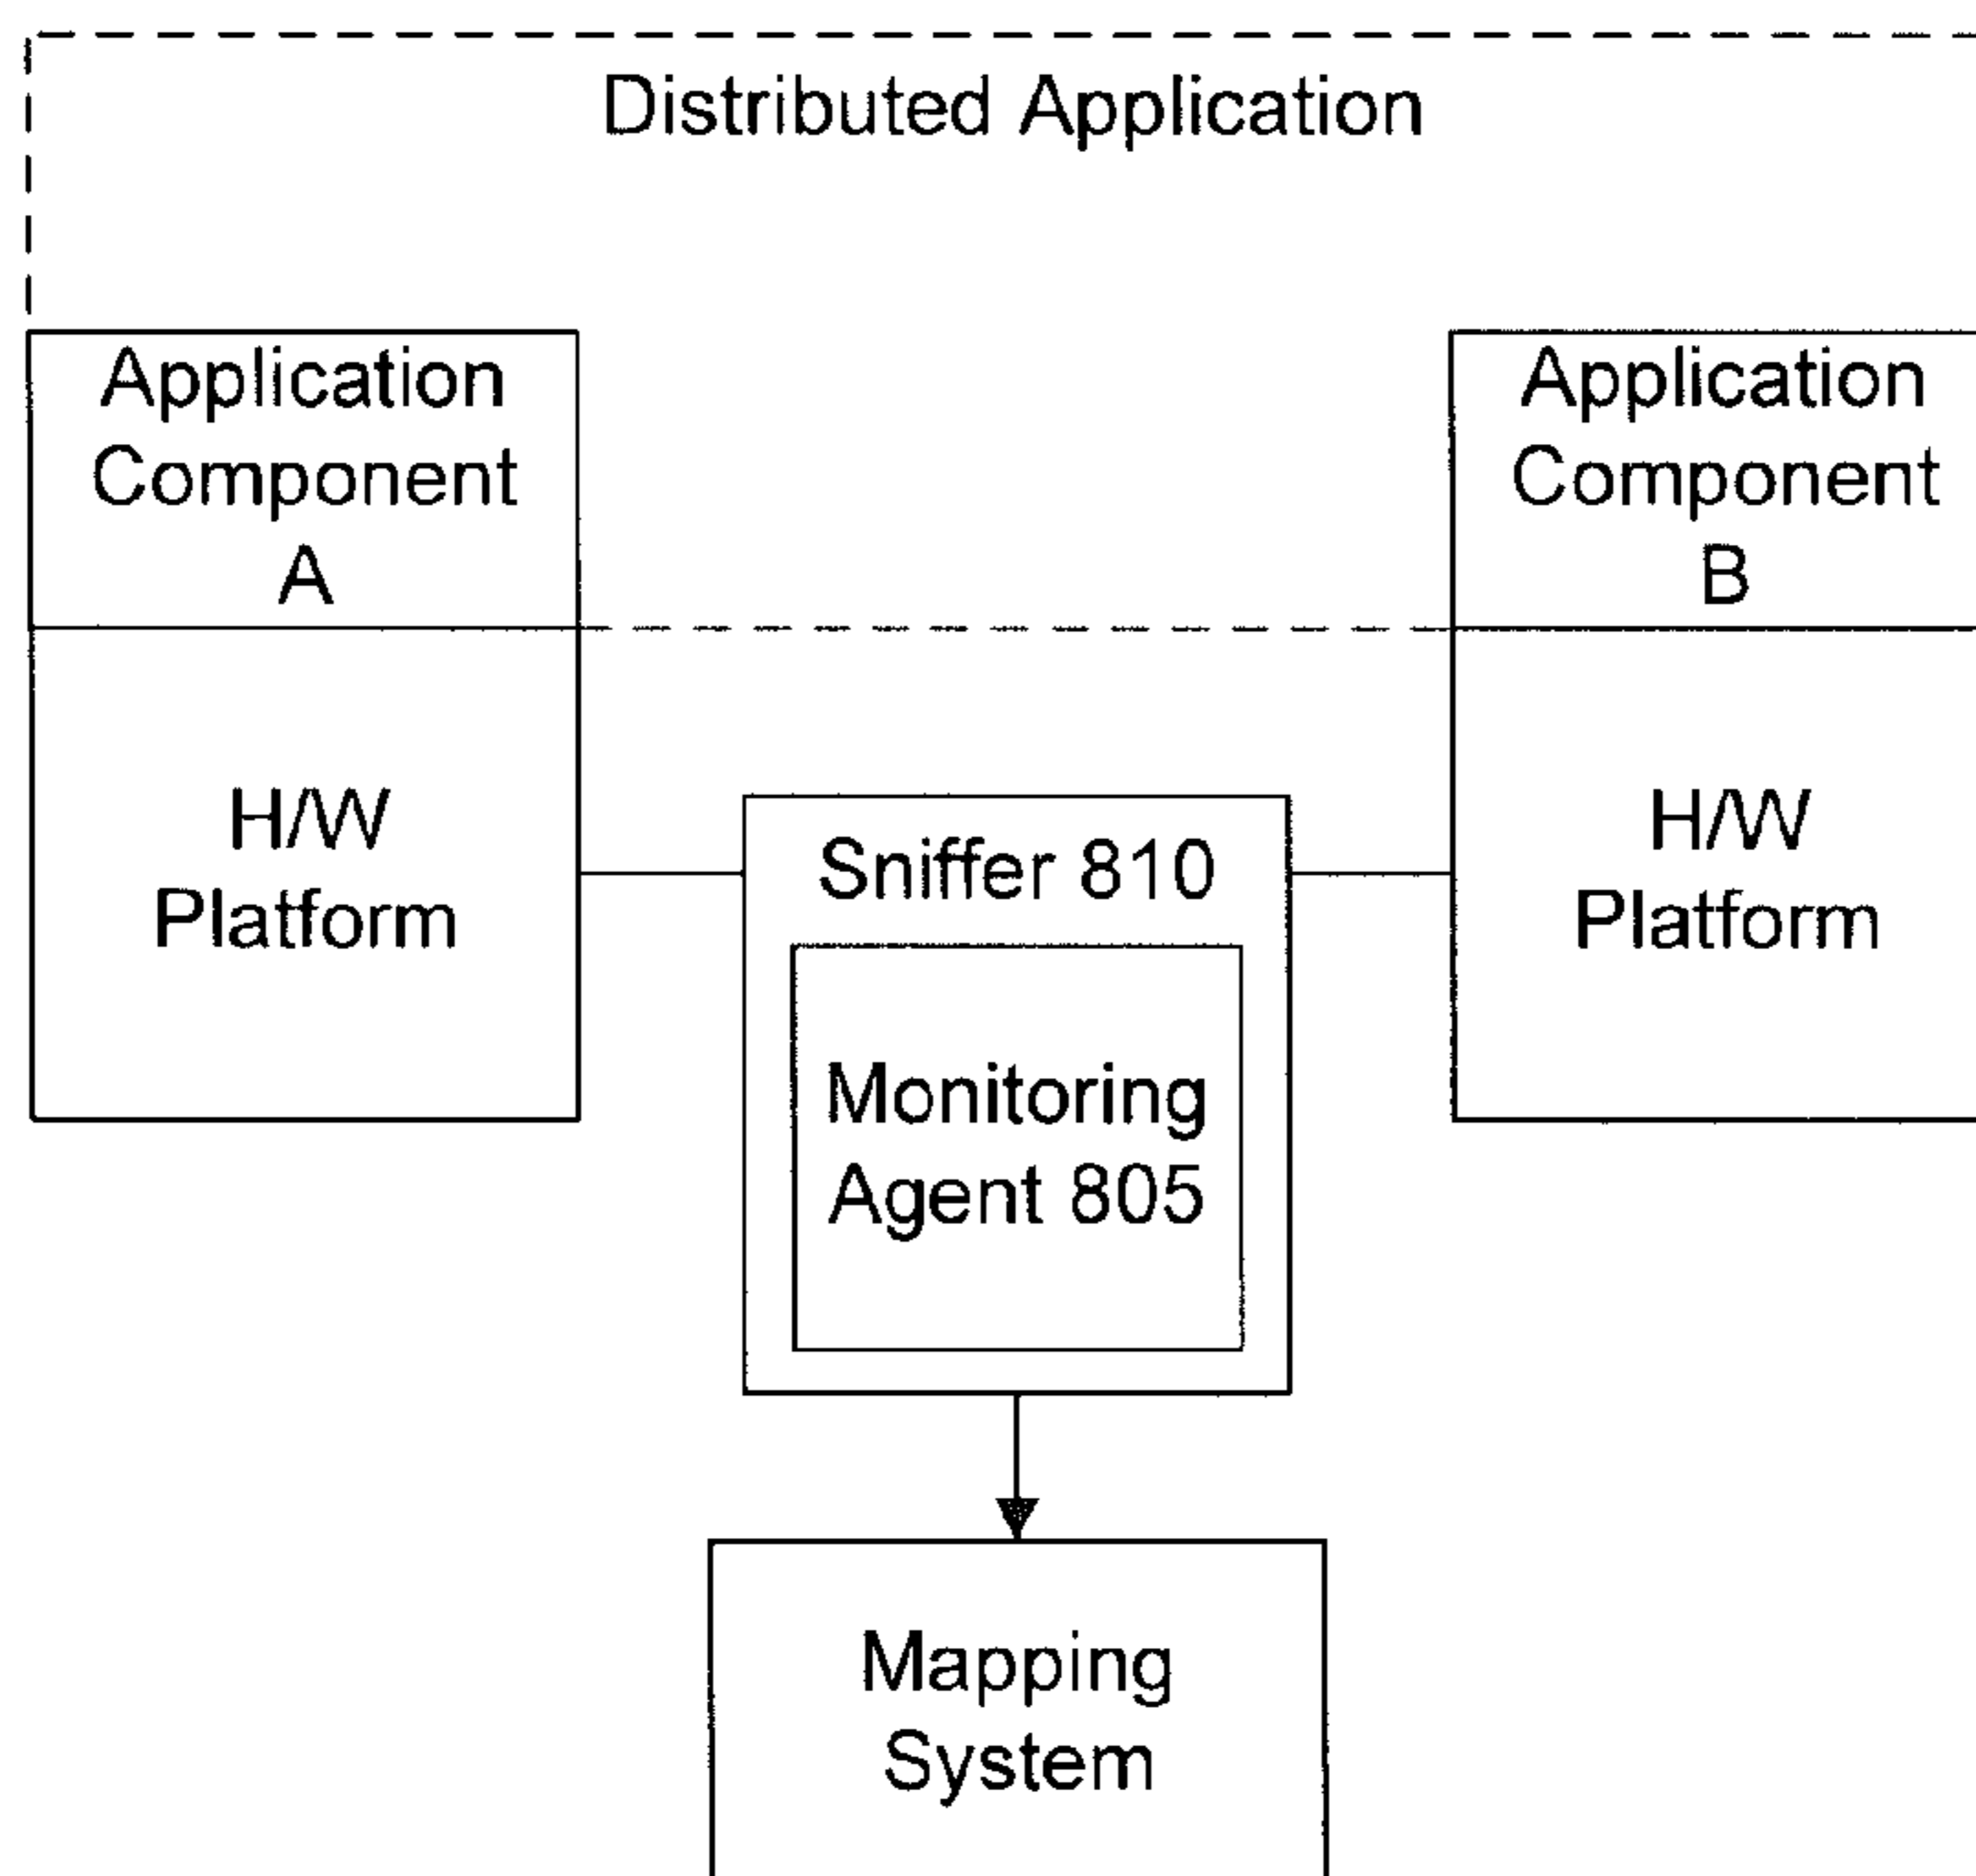 Distributed Application
Application
Component
A
Application
Component
B
H/W
Platform
H/W
Platform
Sniffer 810
Monitoring
Agent 805
Mapping
System